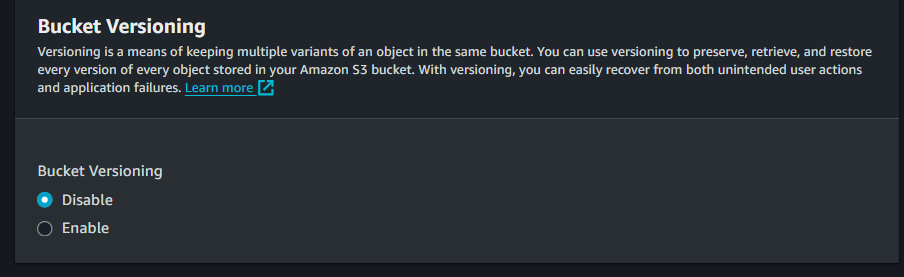 Bucket Versioning
Versioning is a means of keeping multiple variants of an object in the same bucket. You can use versioning to preserve, retrieve, and restore
every version of every object stored in your Amazon S3 bucket. With versioning, you can easily recover from both unintended user actions
and application failures. Learn more
Bucket Versioning
Disable
Enable